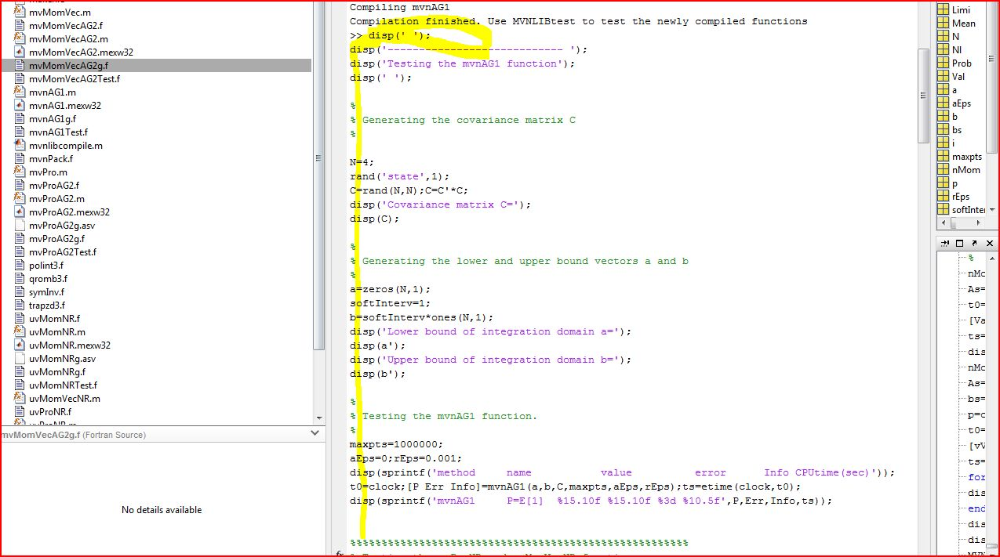 mvMomVec.m
mvMomVecAG2.f
mvMomVecAG2.m
mvMomVecAG2.mexw32
mvMomVecAG2g.f
mvMomVecAG2Test.f
mvnAG1.m
mvnAG1.mexw32
mvnAG1g.f
mvnAG1Test.f
mvnlibcompile.m
mvnPack.f
mvPro.m
mvProAG2.f
mvProAG2.m
mvProAG2.mexw32
mvProAG2g.asv
mvProAG2g.f
mvProAG2Test.f
polint3.f
qromb3.f
symInv.f
trapzd3.f
uvMomNR.f
uvMomNR.m
uvMomNR.mexw32
uvMomNRg.asv
uvMomNRg.f
uvMomNRTest.f
uvMomVecNR.m
uvProNR.f
mvMomVecAG2g.f (Fortran Source)
No details available
Compiling mvnAG1
Compilation finished. Use MVNLIBtest to test the newly compiled functions
>> disp(' ');
disp('---------------------------- ');
disp('Testing the mvnAG1 function');
disp(' ');
%
% Generating the covariance matrix C
%
N=4;
rand('state',1);
C=rand(N,N);C=C'*C;
disp('Covariance matrix C=');
disp(C);
%
% Generating the lower and upper bound vectors a and b
%
a=zeros(N,1);
softInterv=1;
b=softInterv*ones(N,1);
disp('Lower bound of integration domain a=');
disp(a');
disp('Upper bound of integration domain b=');
disp(b');
%
% Testing the mvnAG1 function.
%
maxpts=1000000;
aEps=0;rEps=0.001;
disp(sprintf('method     name           value          error      Info CPUtime(sec)'));
t0=clock;[P Err Info]=mvnAG1(a,b,C,maxpts,aEps,rEps);ts=etime(clock,t0);
disp(sprintf('mvnAG1     P=E[1]  %15.10f %15.10f %3d %10.5f',P,Err,Info,ts));
%%%%%%%%%%%%%%%%%%%%%%%%%%%%%%%%%%%%%%%%%%%%%%%%%%%%%%
fx
Limi
Mean
N
NI
Prob
Val
a
aEps
b
bs
i
maxpts
nMom
p
rEps
softInter
%
nMo
As=
t0=
[Va
ts=
dis
nMo
As=
bs=
p=c
t0=
[vV
ts=
for
dis
end
dis
dis
MVN